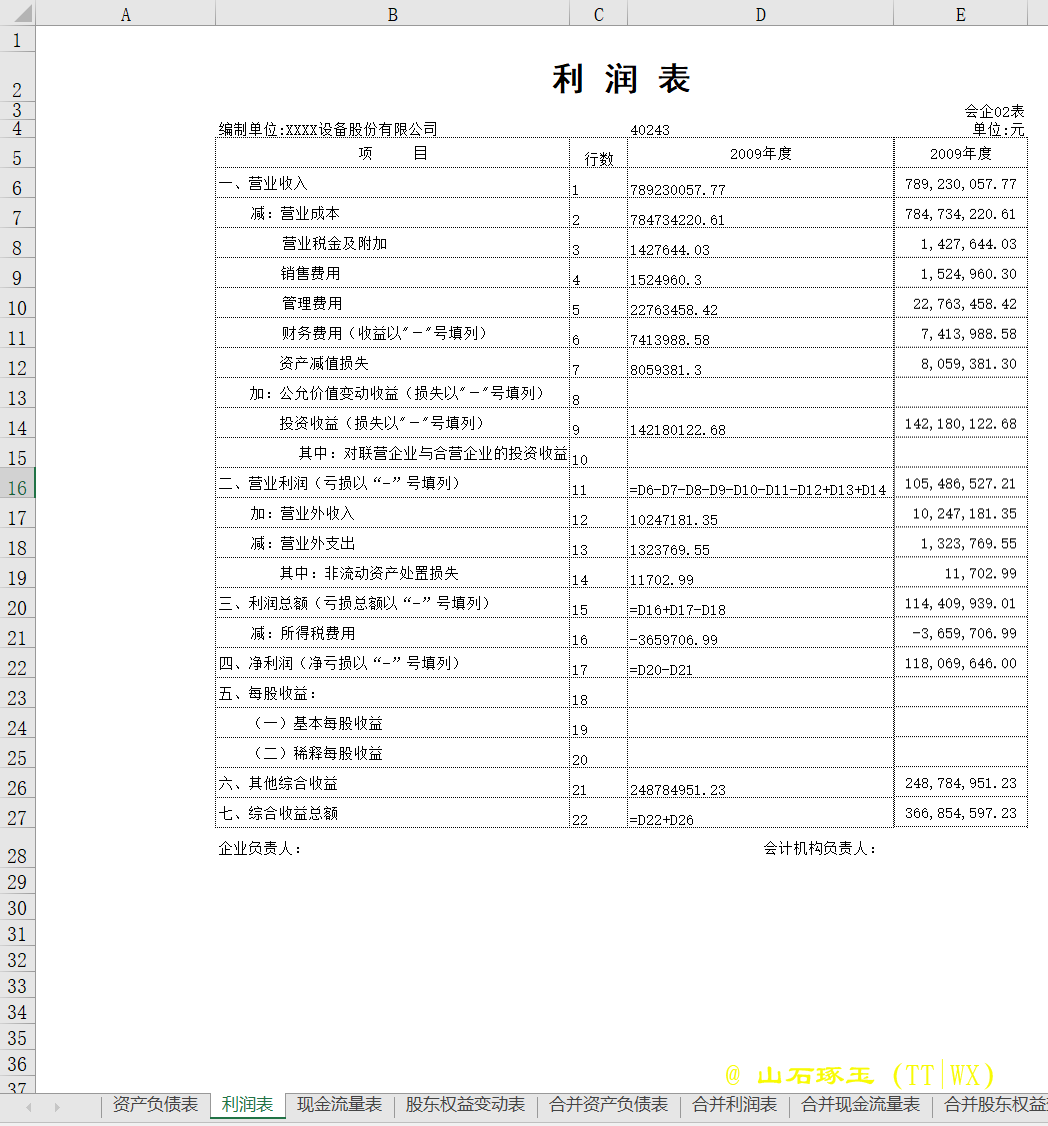 A B C D E
1
2 利 润 表
3 会企02表
4 编制单位:XXXX设备股份有限公司 40243 单位:元
5 项 目 行数 2009年度 2009年度
6 一、营业收入 1 789230057.77 789,230,057.77
7 减：营业成本 2 784734220.61 784,734,220.61
8 营业税金及附加 3 1427644.03 1,427,644.03
9 销售费用 4 1524960.3 1,524,960.30
10 管理费用 5 22763458.42 22,763,458.42
11 财务费用（收益以"－"号填列） 6 7413988.58 7,413,988.58
12 资产减值损失 7 8059381.3 8,059,381.30
13 加：公允价值变动收益（损失以"－"号填列） 8
14 投资收益（损失以"－"号填列） 9 142180122.68 142,180,122.68
15 其中：对联营企业与合营企业的投资收益 10
16 二、营业利润（亏损以“-”号填列） 11 =D6-D7-D8-D9-D10-D11-D12+D13+D14 105,486,527.21
17 加：营业外收入 12 10247181.35 10,247,181.35
18 减：营业外支出 13 1323769.55 1,323,769.55
19 其中：非流动资产处置损失 14 11702.99 11,702.99
20 三、利润总额（亏损总额以“-”号填列） 15 =D16+D17-D18 114,409,939.01
21 减：所得税费用 16 -3659706.99 -3,659,706.99
22 四、净利润（净亏损以“-”号填列） 17 =D20-D21 118,069,646.00
23 五、每股收益： 18
24 （一）基本每股收益 19
25 （二）稀释每股收益 20
26 六、其他综合收益 21 248784951.23 248,784,951.23
27 七、综合收益总额 22 =D22+D26 366,854,597.23
28 企业负责人： 会计机构负责人：
29
30
31
32
33
34
35
36
37
@ 山石琢玉 (TT|WX)
资产负债表 利润表 现金流量表 股东权益变动表 合并资产负债表 合并利润表 合并现金流量表 合并股东权益